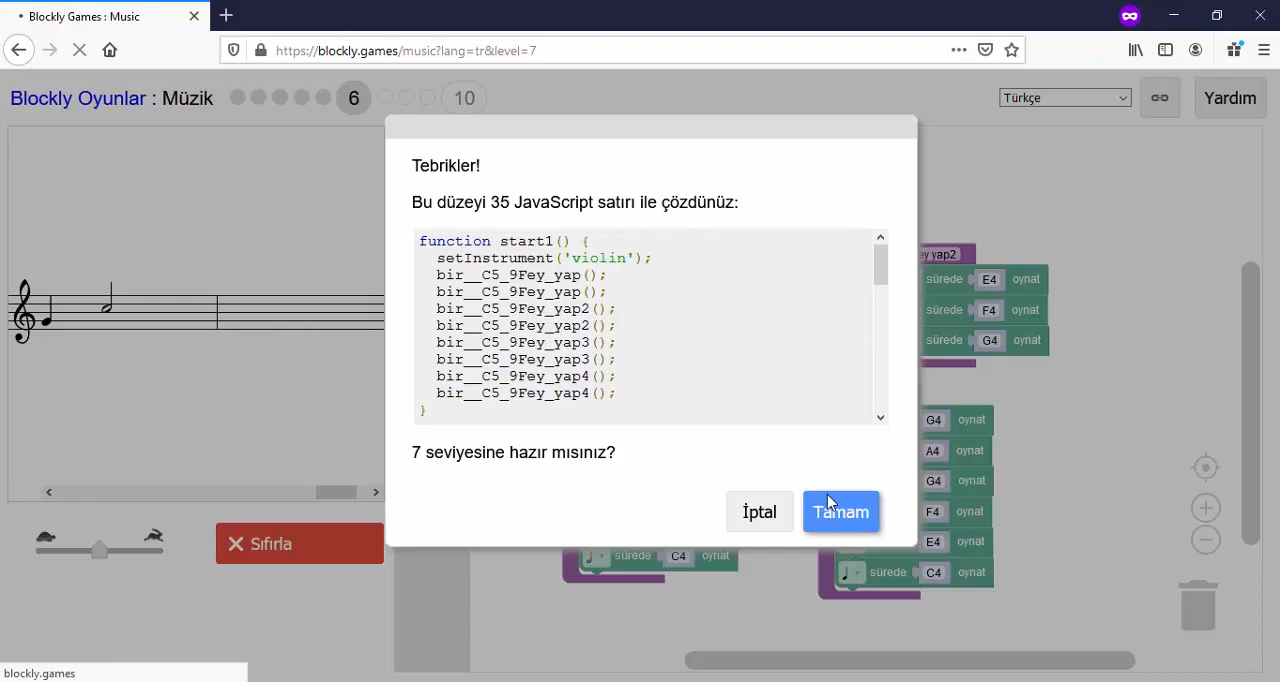 Blockly Games : Music
https://blockly.games/music?lang=tr&level=7
Blockly Oyunlar : Müzik
6
10
Türkçe
Yardım
Tebrikler!
Bu düzeyi 35 JavaScript satırı ile çözdünüz:
function start1() {
setInstrument('violin');
bir__C5_9Fey_yap();
bir__C5_9Fey_yap();
bir__C5_9Fey_yap2();
bir__C5_9Fey_yap2();
bir__C5_9Fey_yap3();
bir__C5_9Fey_yap3();
bir__C5_9Fey_yap4();
bir__C5_9Fey_yap4();
}
7 seviyesine hazır mısınız?
İptal
Tamam
ey yap2
sürede E4 oynat
sürede F4 oynat
sürede G4 oynat
G4 oynat
A4 oynat
G4 oynat
F4 oynat
E4 oynat
sürede C4 oynat
sürede C4 oynat
Sıfırla
blockly.games